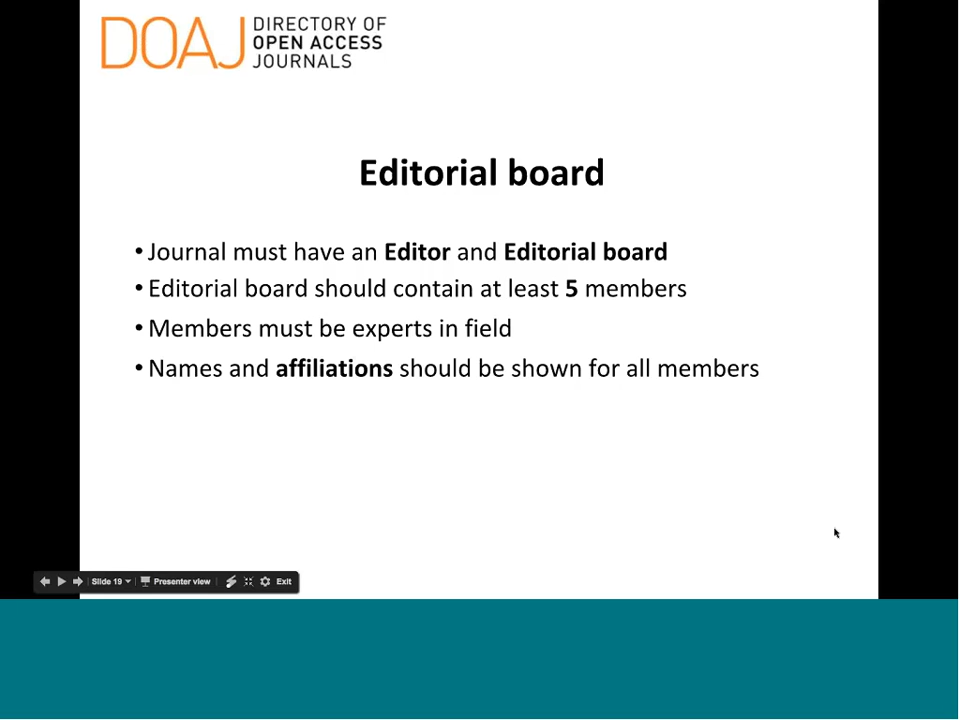 DOAJ
DIRECTORY OF
OPEN ACCESS
JOURNALS
Editorial board
• Journal must have an Editor and Editorial board
• Editorial board should contain at least 5 members
• Members must be experts in field
• Names and affiliations should be shown for all members
Slide 19 Presenter view Exit